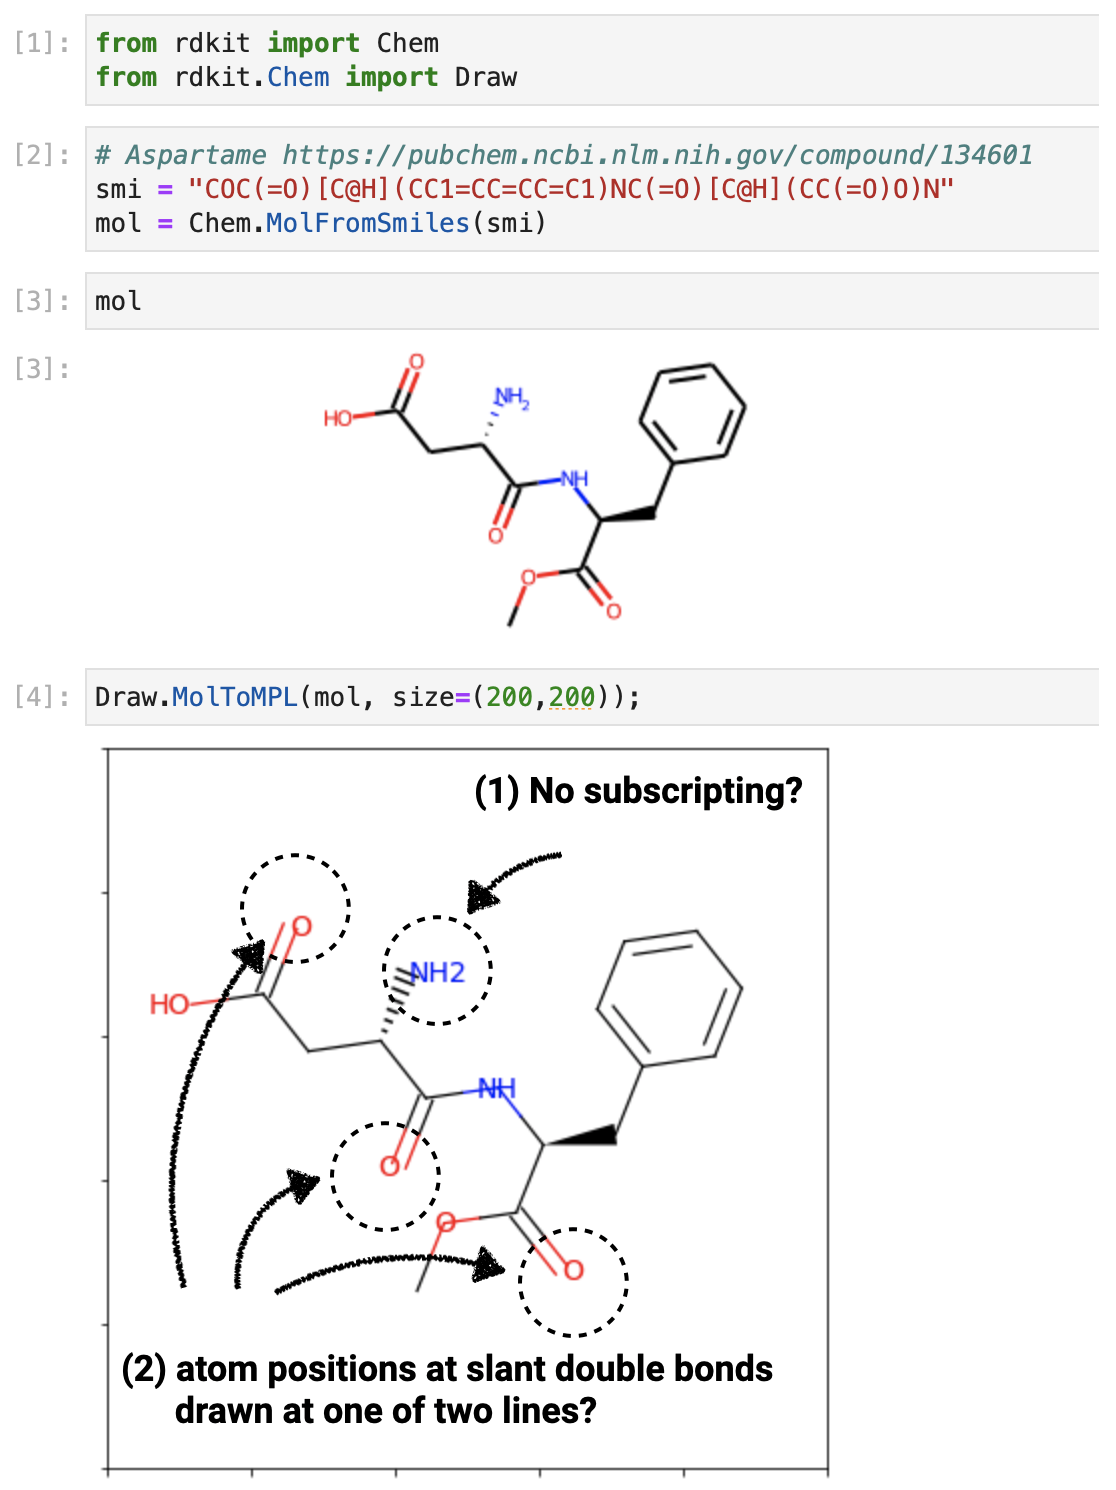 [1]: from rdkit import Chem
from rdkit.Chem import Draw
[2]: # Aspartame https://pubchem.ncbi.nlm.nih.gov/compound/134601
smi = "COC(=O)[C@H](CC1=CC=CC=C1)NC(=O)[C@H](CC(=O)O)N"
mol = Chem.MolFromSmiles(smi)
[3]: mol
[3]:
O
NH2
HO
NH
O
O
O
[4]: Draw.MolToMPL(mol, size=(200,200));
(1) No subscripting?
O
NH2
HO
NH
O
O
O
(2) atom positions at slant double bonds
drawn at one of two lines?